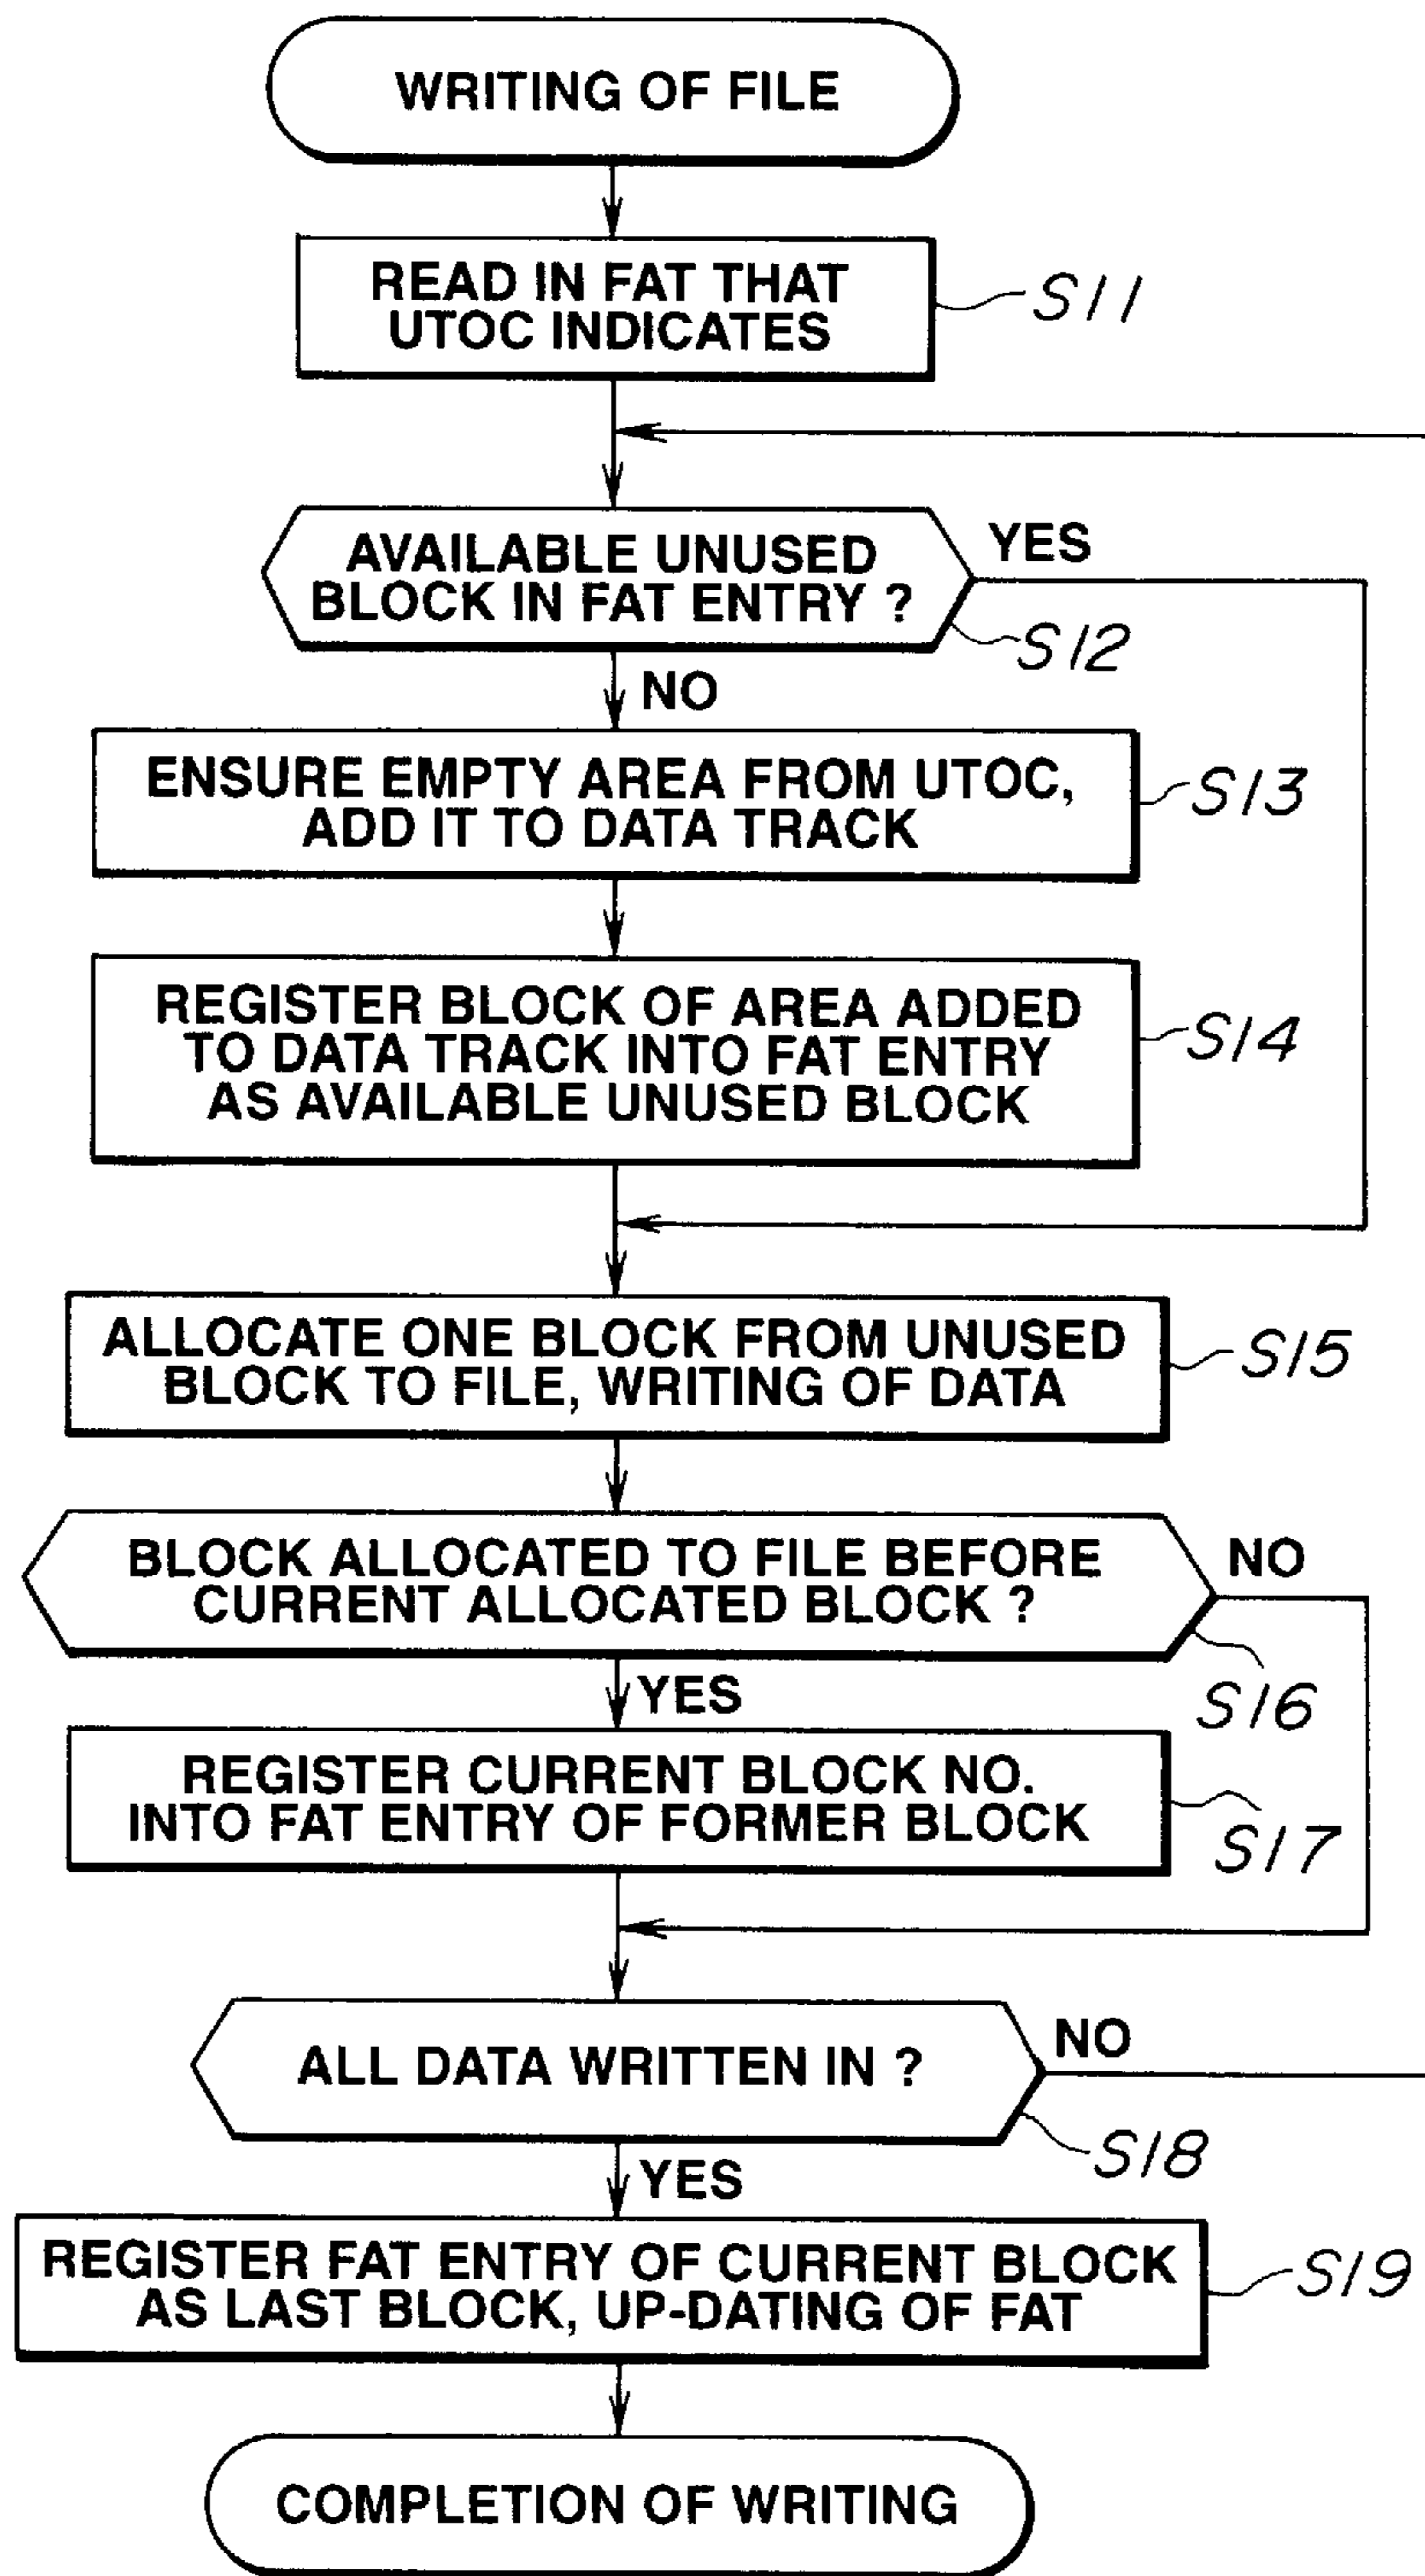 WRITING OF FILE
READ IN FAT THAT
UTOC INDICATES
S11
AVAILABLE UNUSED
BLOCK IN FAT ENTRY ?
YES
S12
NO
ENSURE EMPTY AREA FROM UTOC,
ADD IT TO DATA TRACK
S13
REGISTER BLOCK OF AREA ADDED
TO DATA TRACK INTO FAT ENTRY
AS AVAILABLE UNUSED BLOCK
S14
ALLOCATE ONE BLOCK FROM UNUSED
BLOCK TO FILE, WRITING OF DATA
S15
BLOCK ALLOCATED TO FILE BEFORE
CURRENT ALLOCATED BLOCK ?
NO
S16
YES
REGISTER CURRENT BLOCK NO.
INTO FAT ENTRY OF FORMER BLOCK
S17
ALL DATA WRITTEN IN ?
NO
S18
YES
REGISTER FAT ENTRY OF CURRENT BLOCK
AS LAST BLOCK, UP-DATING OF FAT
S19
COMPLETION OF WRITING